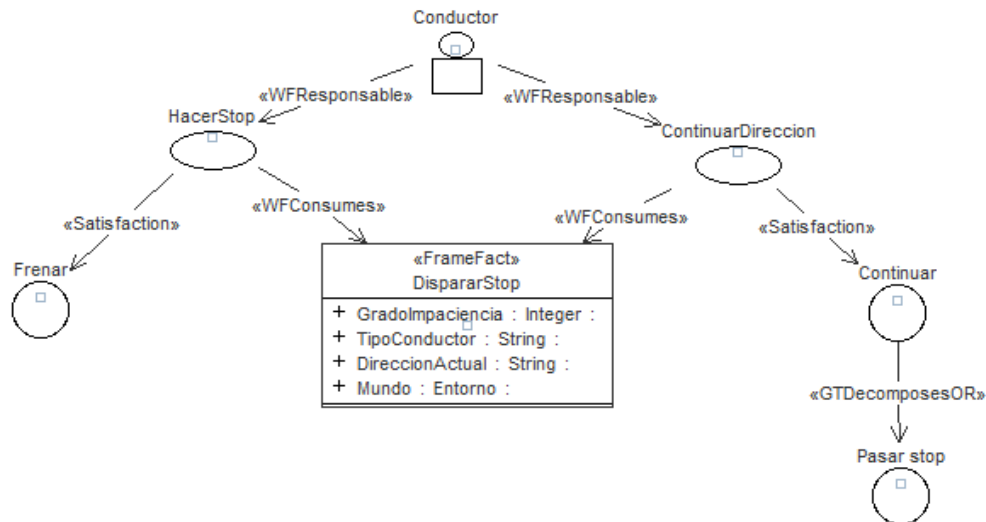 Conductor
«WFResponsable»
«WFResponsable»
HacerStop
ContinuarDireccion
«WFConsumes»
«WFConsumes»
«Satisfaction»
«Satisfaction»
«FrameFact»
DispararStop
Frenar
Continuar
+ GradoImpaciencia : Integer :
+ TipoConductor : String :
+ DireccionActual : String :
+ Mundo : Entorno :
«GTDecomposesOR»
Pasar stop